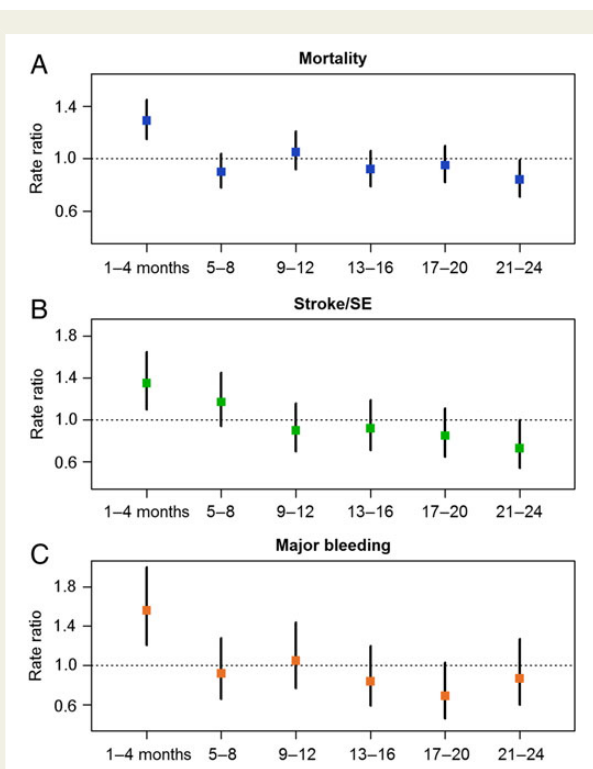 A
Mortality
Rate ratio
1.4
1.0
0.6
1–4 months 5–8 9–12 13–16 17–20 21–24
B
Stroke/SE
Rate ratio
1.8
1.4
1.0
0.6
1–4 months 5–8 9–12 13–16 17–20 21–24
C
Major bleeding
Rate ratio
1.8
1.4
1.0
0.6
1–4 months 5–8 9–12 13–16 17–20 21–24